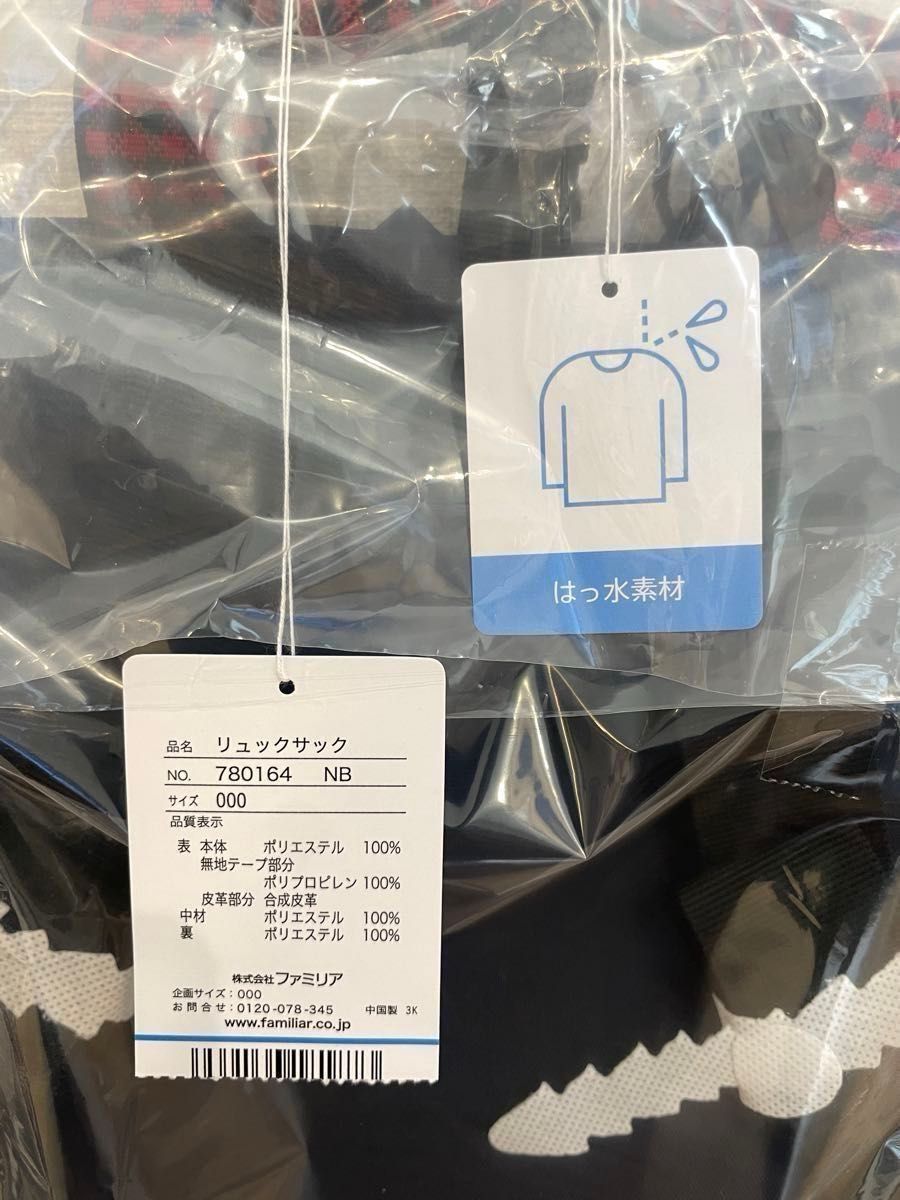 はっ水素材
品名 リュックサック
NO. 780164 NB
サイズ 000
品質表示
表 本体 ポリエステル 100%
無地テープ部分
ポリプロピレン 100%
皮革部分 合成皮革
中材 ポリエステル 100%
裏 ポリエステル 100%
株式会社ファミリア
企画サイズ:000
お問合せ:0120-078-345 中国製 3K
www.familiar.co.jp